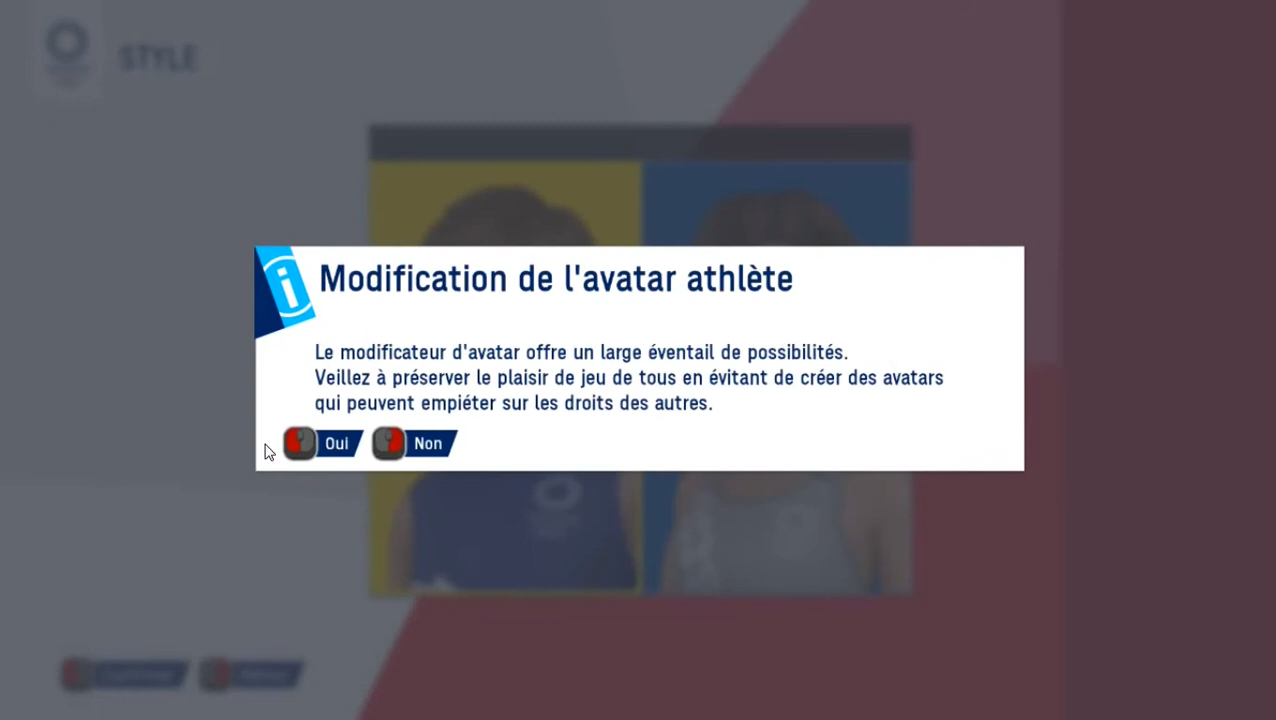 STYLE
Modification de l'avatar athlète
Le modificateur d'avatar offre un large éventail de possibilités.
Veillez à préserver le plaisir de jeu de tous en évitant de créer des avatars
qui peuvent empiéter sur les droits des autres.
Oui Non